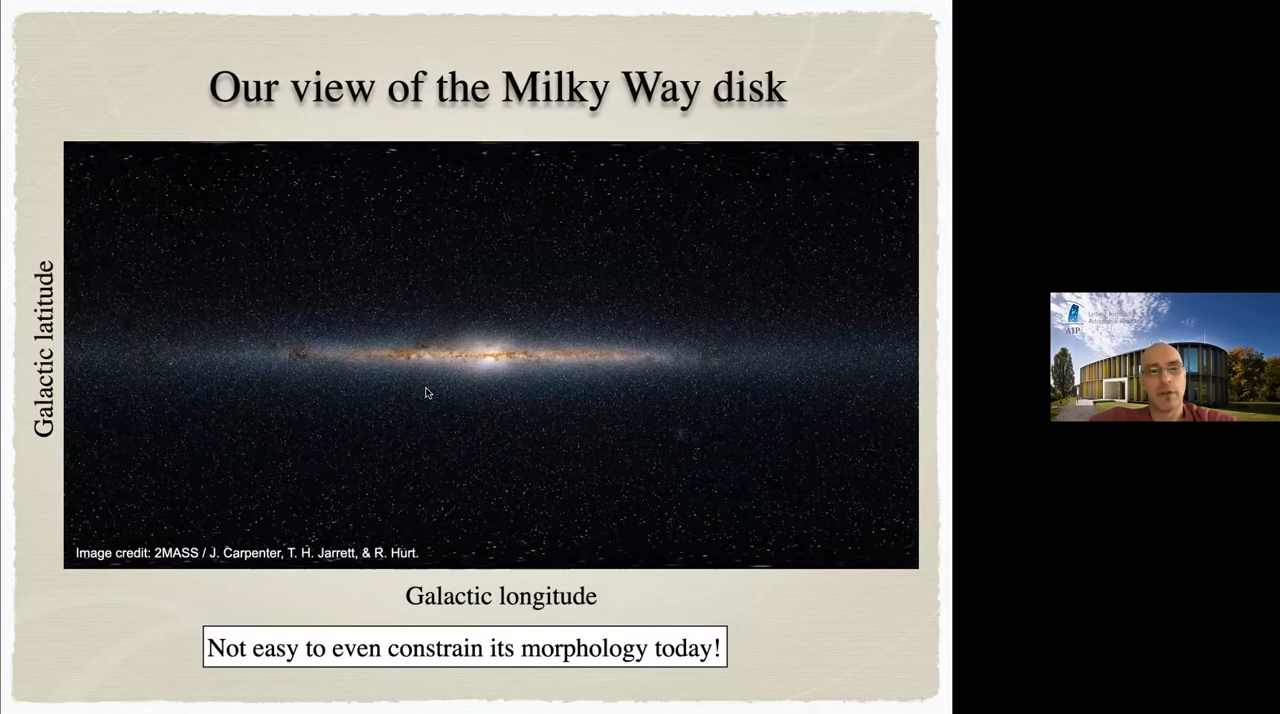 Our view of the Milky Way disk
Galactic latitude
Image credit: 2MASS / J. Carpenter, T. H. Jarrett, & R. Hurt.
Galactic longitude
Not easy to even constrain its morphology today!
AIP